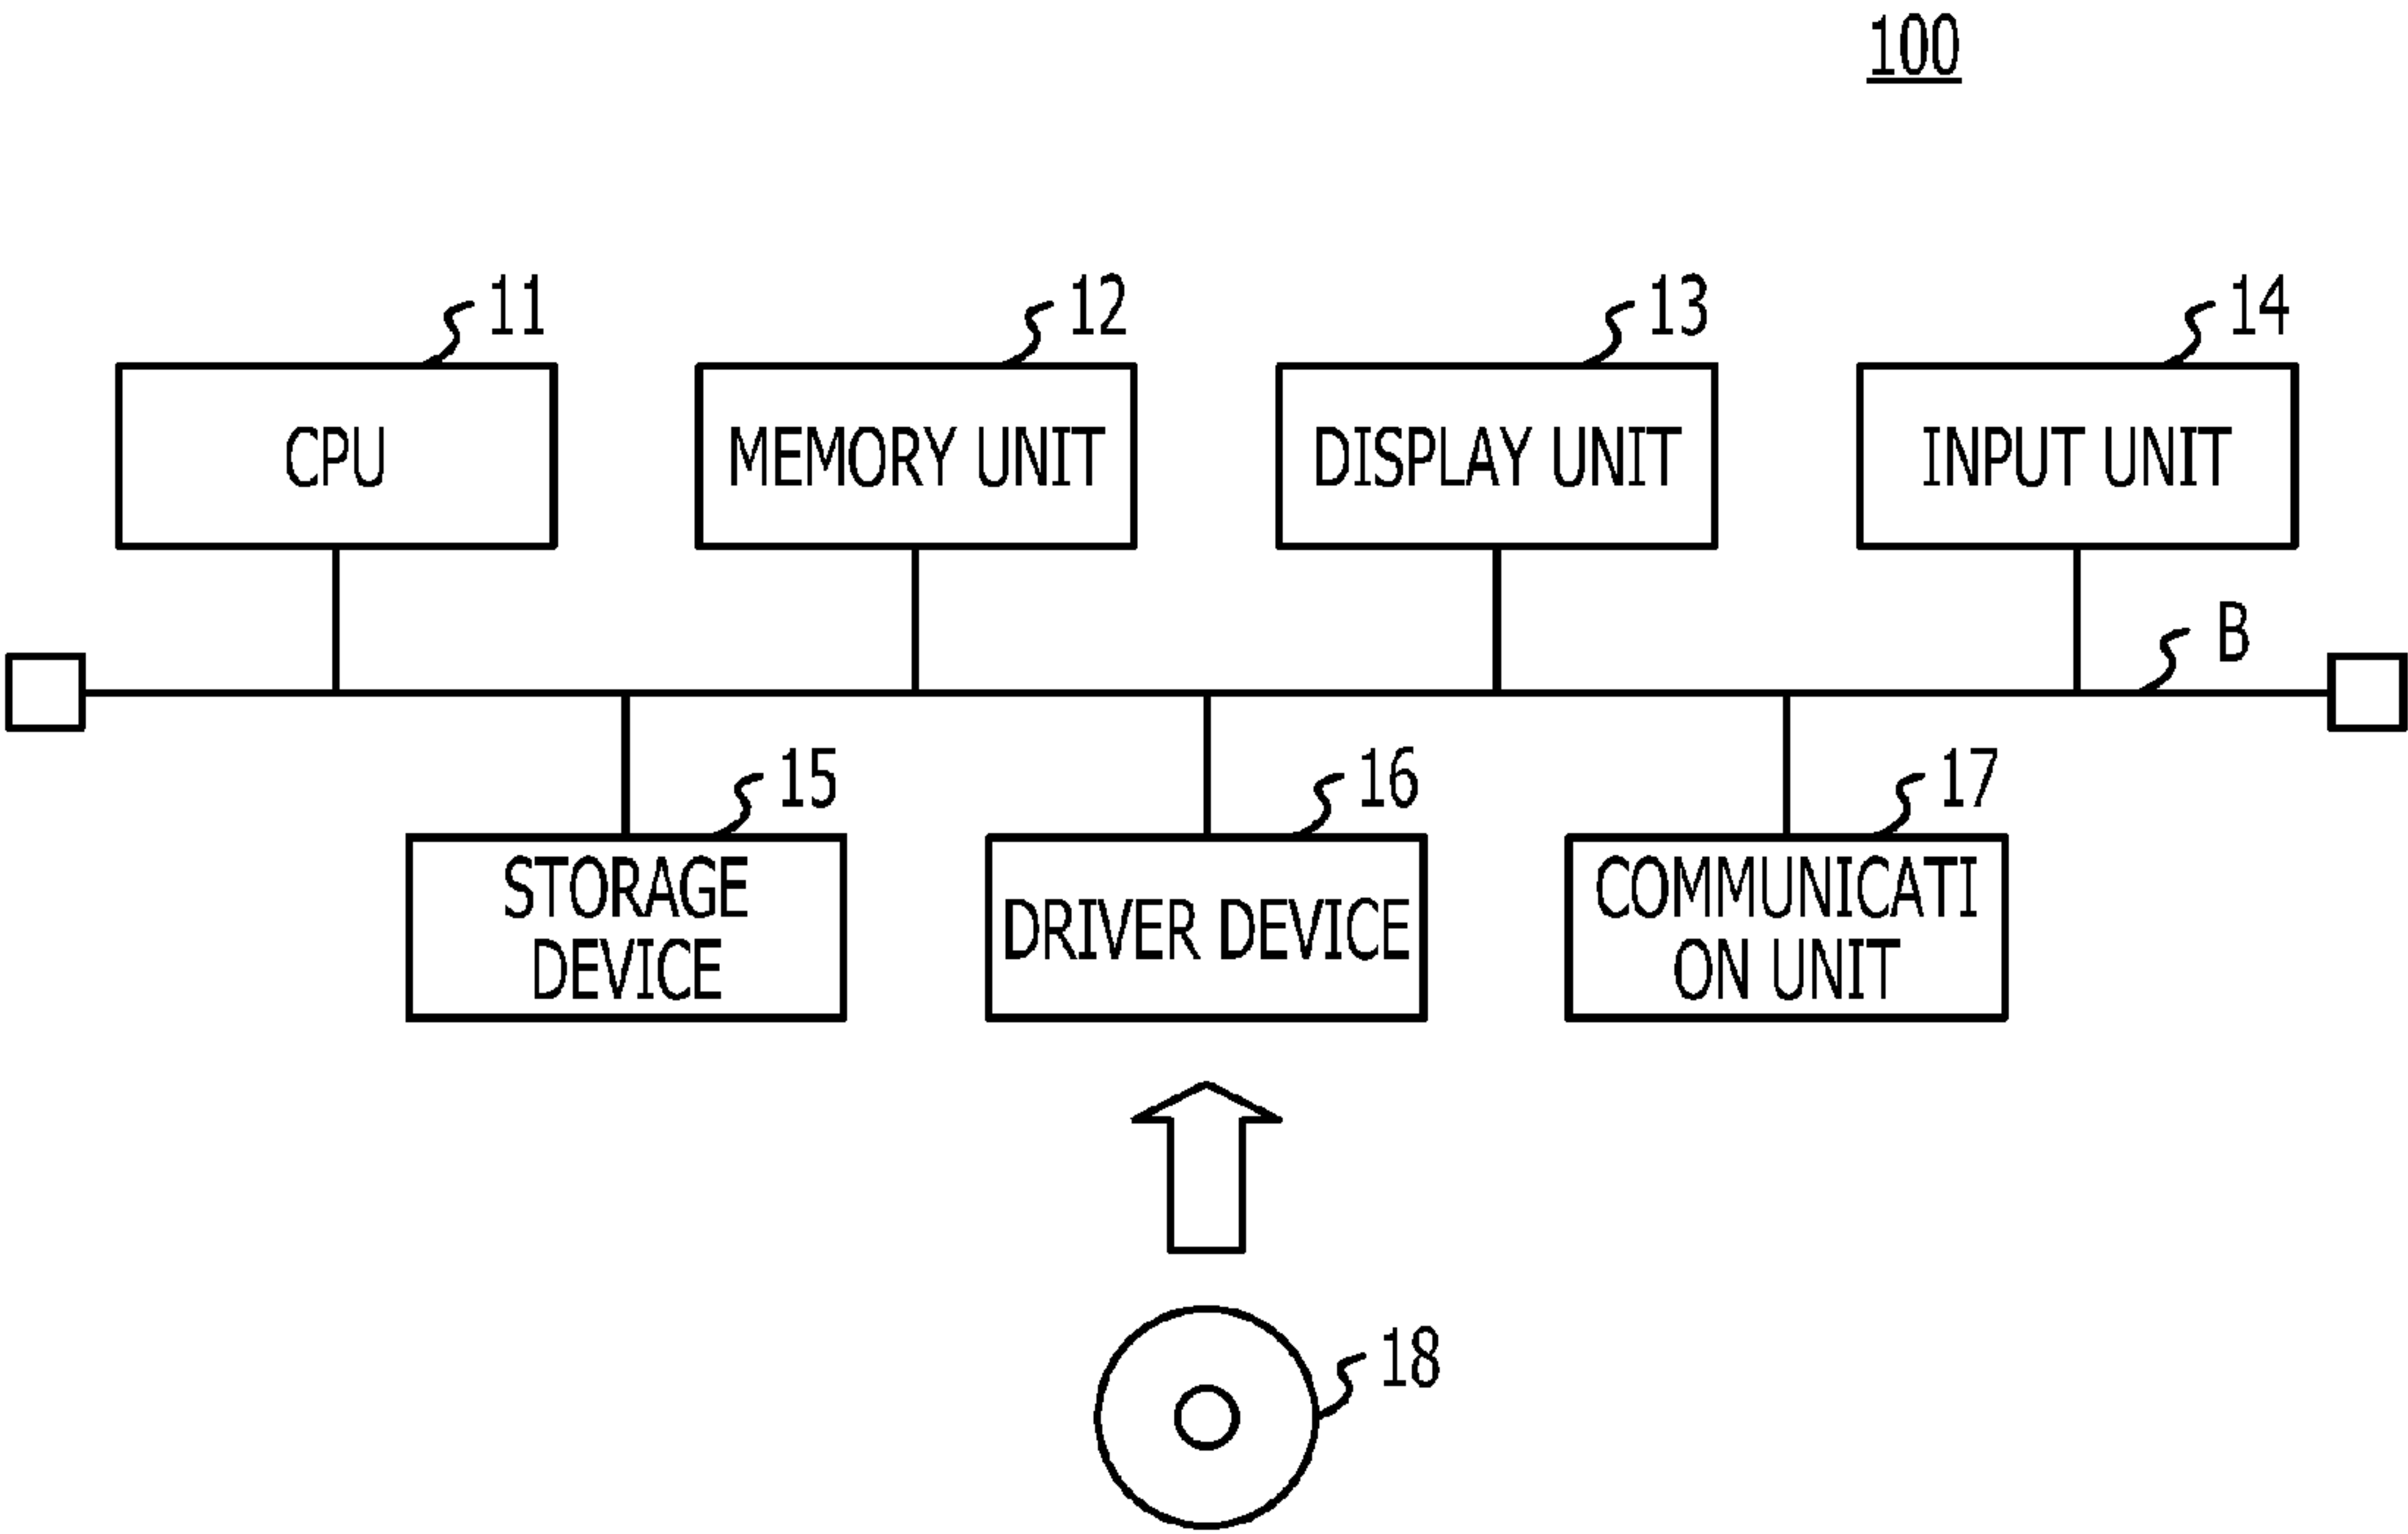 100
11
12
13
14
CPU
MEMORY UNIT
DISPLAY UNIT
INPUT UNIT
B
15
16
17
STORAGE
DEVICE
DRIVER DEVICE
COMMUNICATI
ON UNIT
18